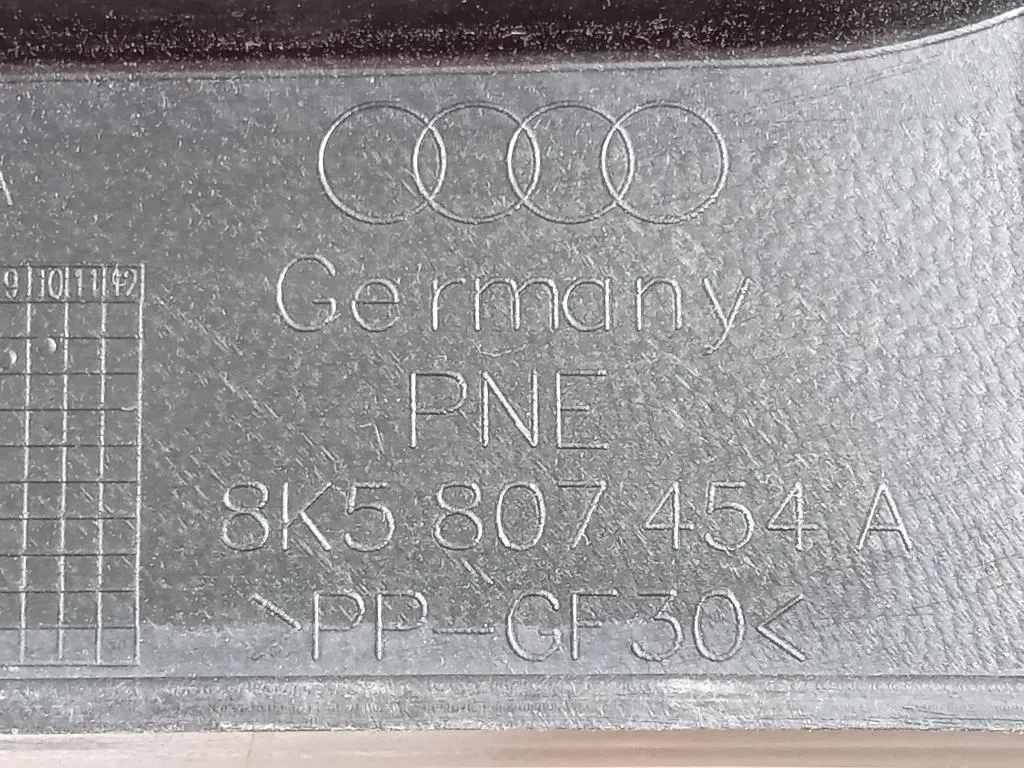 9 10 11 12
Germany
PNE
8K5 807 454 A
>PP-GF30<